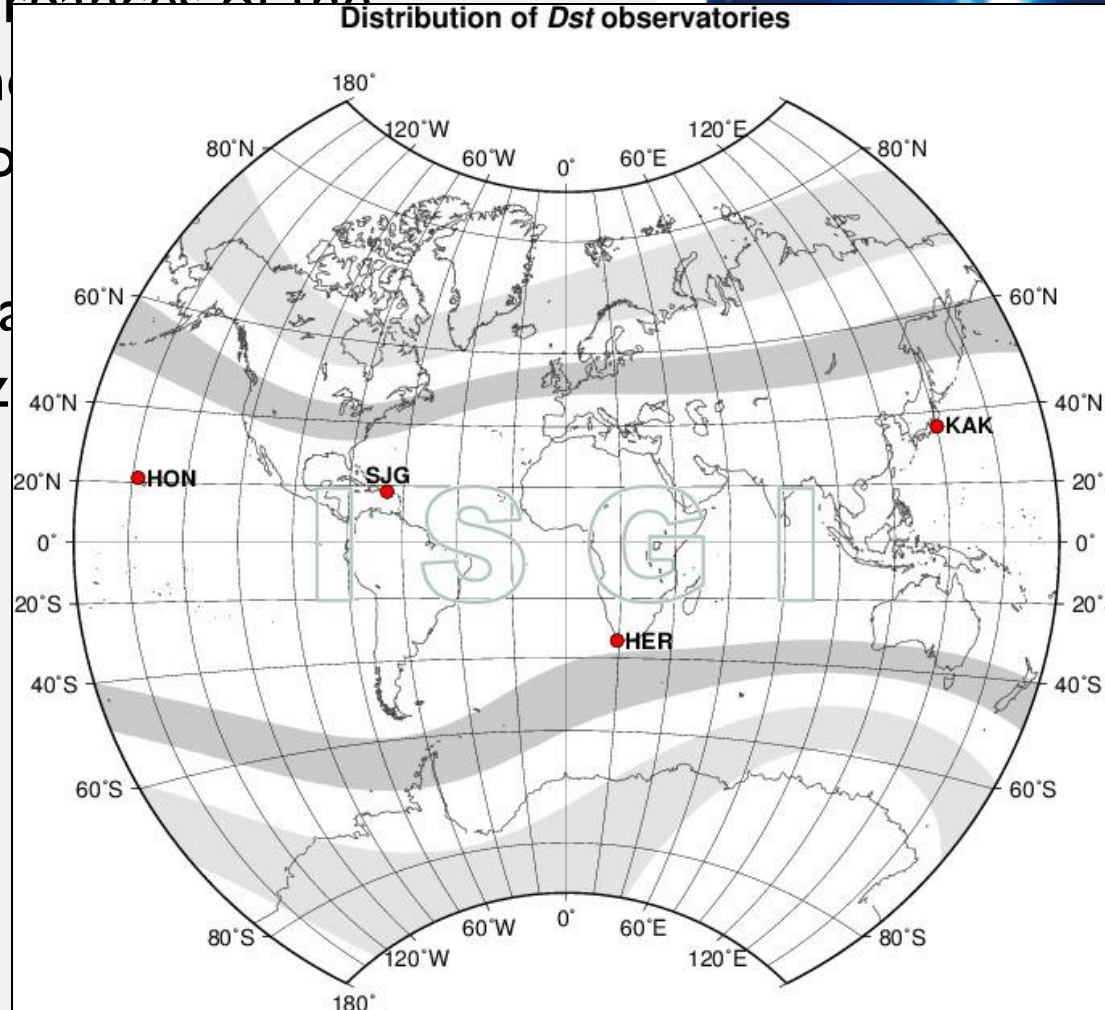 Distribution of Dst observatories
180˚
120˚W 120˚E
80˚N 60˚W 0˚ 60˚E 80˚N
60˚N 60˚N
40˚N 40˚N
KAK
HON SJG
20˚N 20˚
ISGI
0˚ 0˚
20˚S 20˚
HER
40˚S 40˚S
60˚S 60˚S
80˚S 60˚W 0˚ 60˚E 80˚S
120˚W 120˚E
180˚